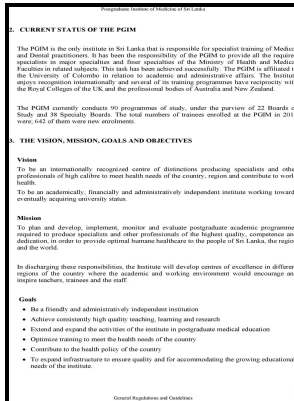 Postgraduate Institute of Medicine of Sri Lanka
2. CURRENT STATUS OF THE PGIM
The PGIM is the only institute in Sri Lanka that is responsible for specialist training of Medica
and Dental practitioners. It has been the responsibility of the PGIM to provide all the require
specialists in major specialties and finer specialties of the Ministry of Health and Medica
Faculties in related subjects. This task has been achieved successfully. The PGIM is affiliated t
the University of Colombo in relation to academic and administrative affairs. The Institut
enjoys recognition internationally and several of its training programmes have reciprocity wit
the Royal Colleges of the UK and the professional bodies of Australia and New Zealand.
The PGIM currently conducts 90 programmes of study, under the purview of 22 Boards o
Study and 38 Specialty Boards. The total numbers of trainees enrolled at the PGIM in 201
were; 642 of them were new enrolments.
3. THE VISION, MISSION, GOALS AND OBJECTIVES
Vision
To be an internationally recognized centre of distinctions producing specialists and othe
professionals of high calibre to meet health needs of the country, region and contribute to worl
health.
To be an academically, financially and administratively independent institute working toward
eventually acquiring university status.
Mission
To plan and develop, implement, monitor and evaluate postgraduate academic programme
required to produce specialists and other professionals of the highest quality, competence an
dedication, in order to provide optimal humane healthcare to the people of Sri Lanka, the regio
and the world.
In discharging these responsibilities, the Institute will develop centres of excellence in differen
regions of the country where the academic and working environment would encourage an
inspire teachers, trainees and the staff.
Goals
• Be a friendly and administratively independent institution
• Achieve consistently high quality teaching, learning and research
• Extend and expand the activities of the institute in postgraduate medical education
• Optimize training to meet the health needs of the country
• Contribute to the health policy of the country
• To expand infrastructure to ensure quality and for accommodating the growing educational
needs of the institute.
General Regulations and Guidelines